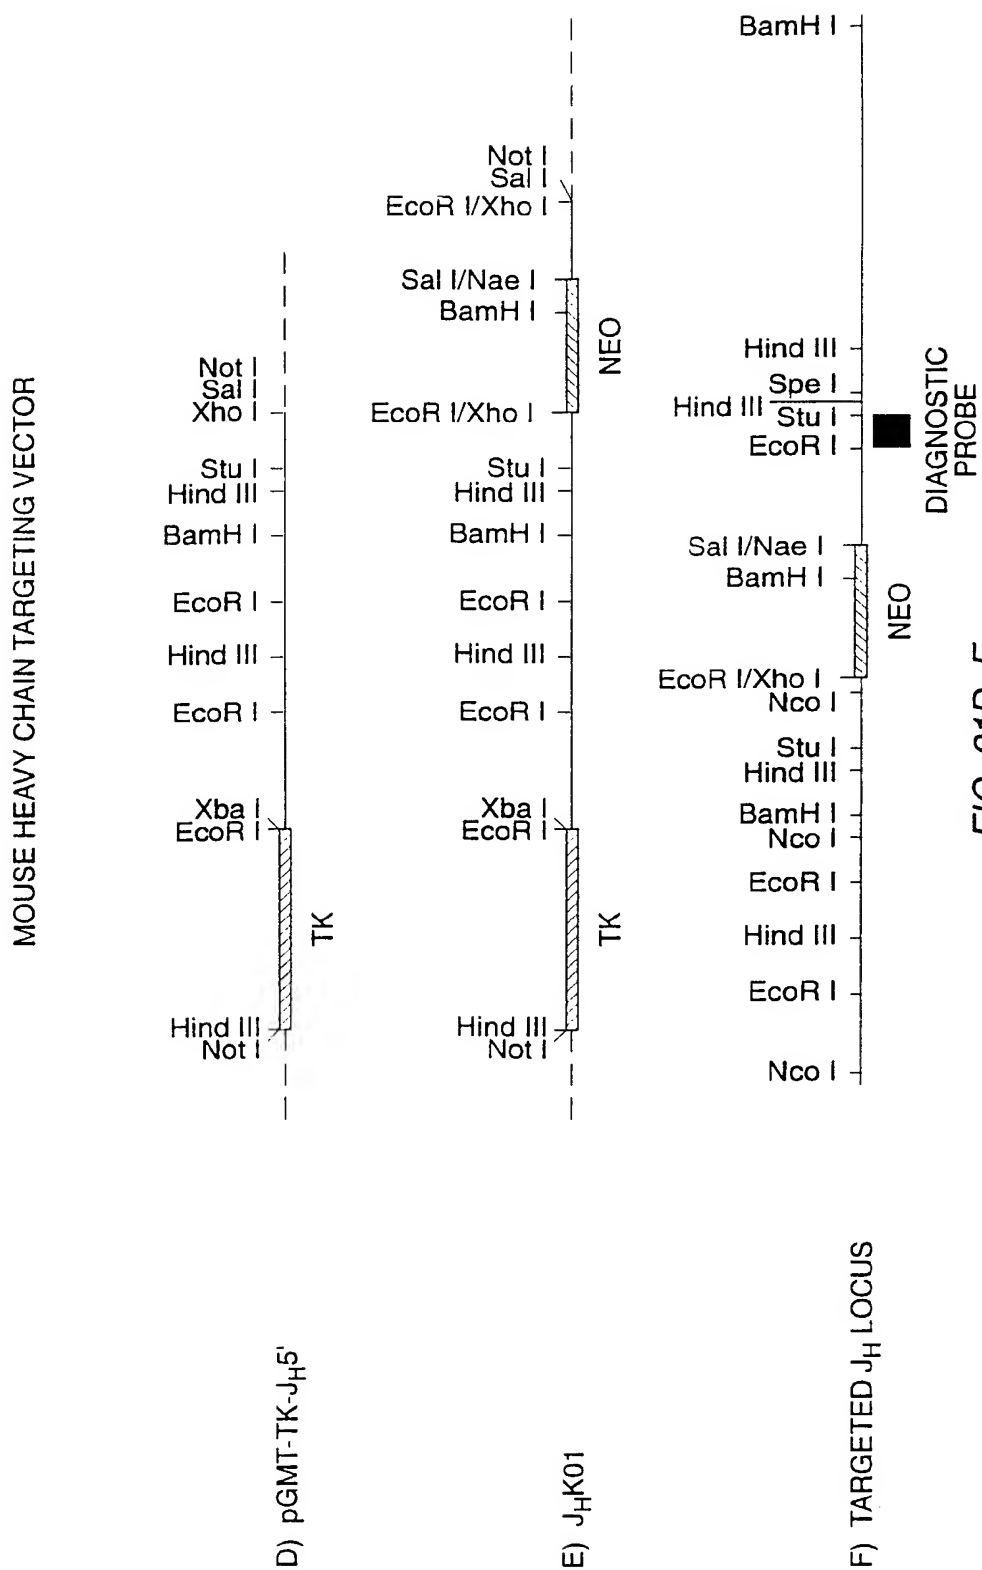 MOUSE HEAVY CHAIN TARGETING VECTOR
D) pGMT-TK-JH5'
Not I
Hind III
TK
EcoR I
Xba I
EcoR I
Hind III
EcoR I
BamH I
Hind III
Stu I
Xho I
Sal I
Not I
E) JHK01
Not I
Hind III
TK
EcoR I
Xba I
EcoR I
Hind III
EcoR I
BamH I
Hind III
Stu I
EcoR I/Xho I
NEO
BamH I
Sal I/Nae I
EcoR I/Xho I
Sal I
Not I
F) TARGETED JH LOCUS
Nco I
EcoR I
Hind III
EcoR I
Nco I
BamH I
Hind III
Stu I
Nco I
EcoR I/Xho I
NEO
BamH I
Sal I/Nae I
EcoR I
Stu I
Hind III
Spe I
Hind III
BamH I
DIAGNOSTIC
PROBE